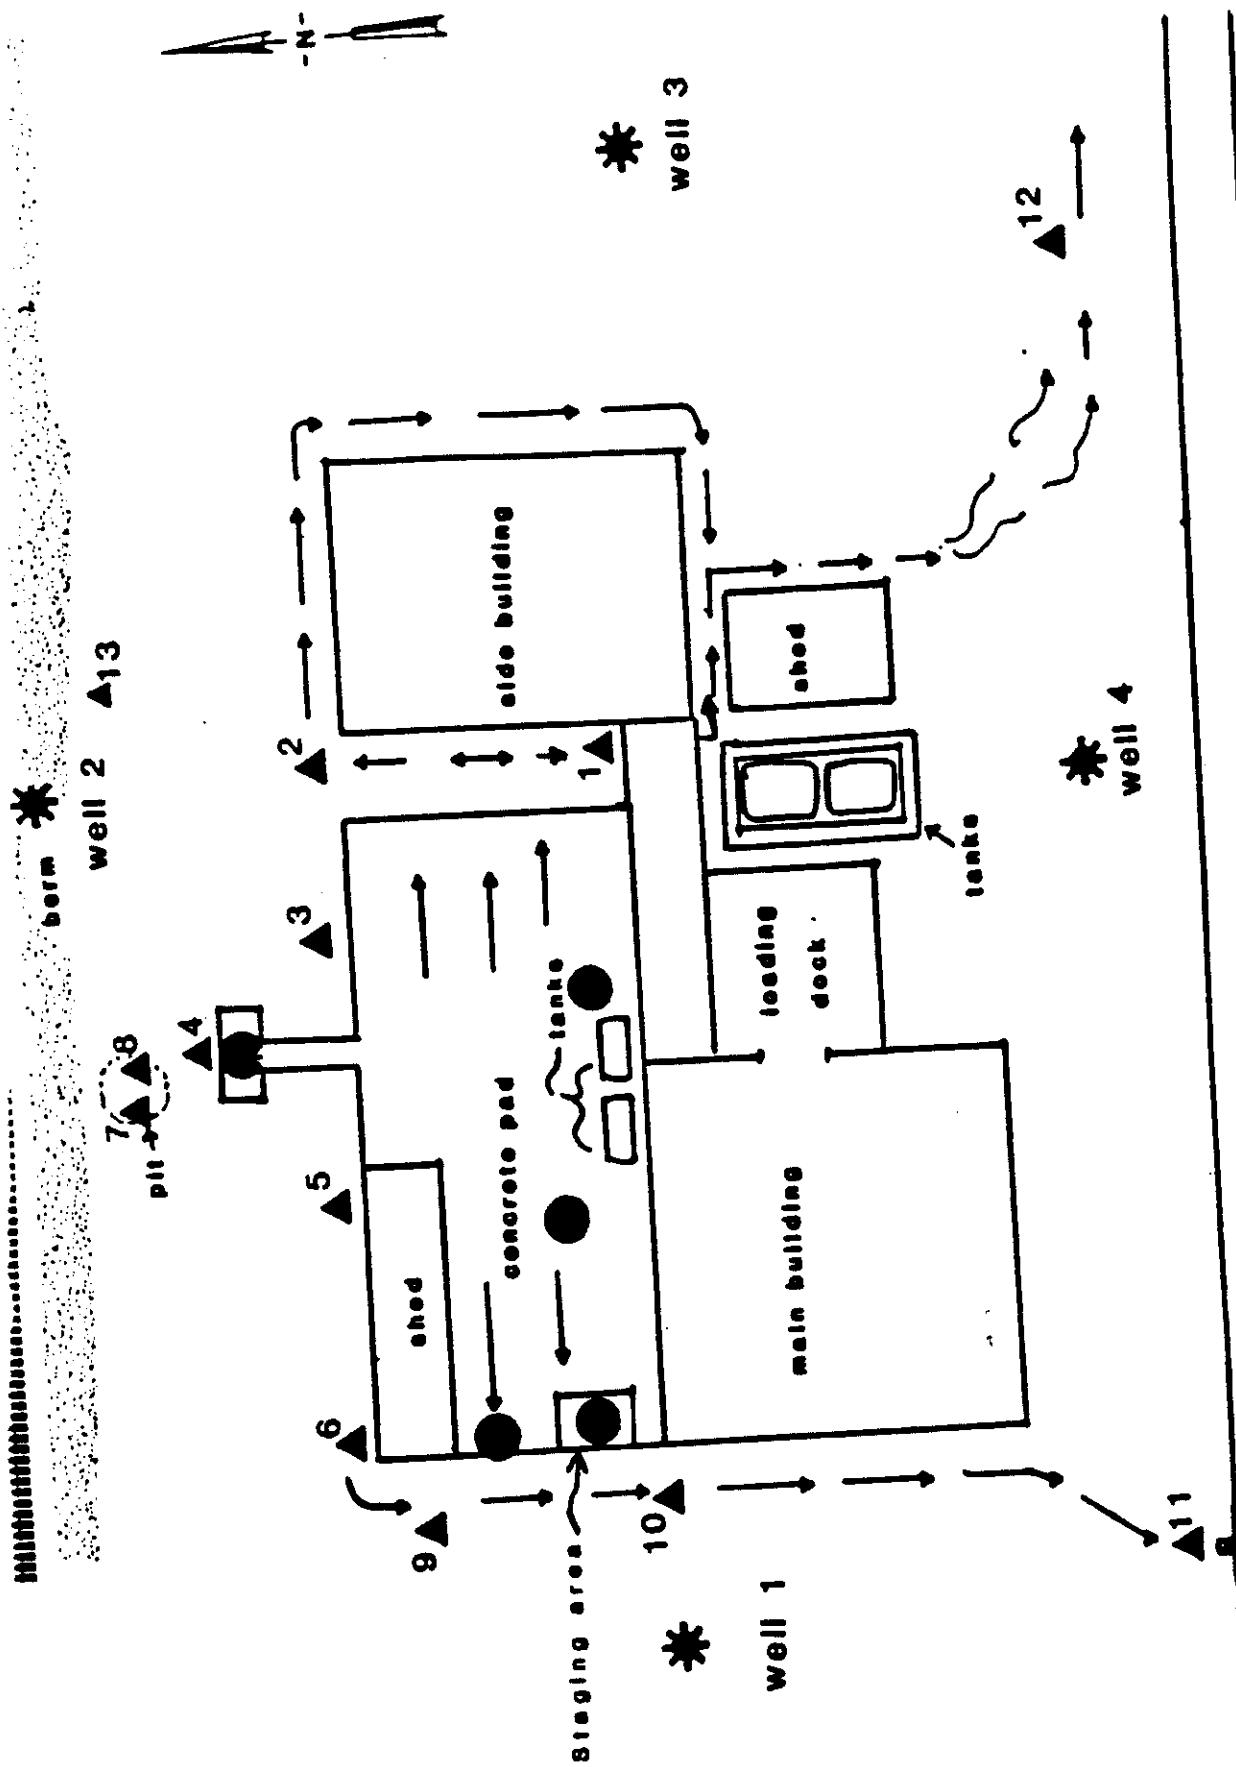 -N-
berm
well 2
13
7
8
pit
4
6
5
3
2
shed
concrete pad
tanks
1
side building
9
Staging area
10
well 1
main building
loading
dock
tanks
shed
well 3
well 4
11
12